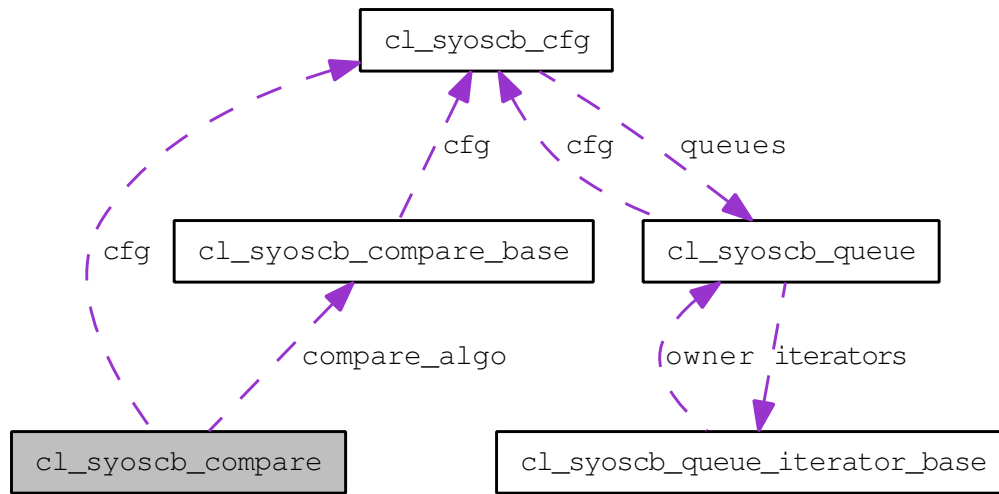 cl_syoscb_cfg
cfg
cfg
queues
cfg
cl_syoscb_compare_base
cl_syoscb_queue
compare_algo
owner
iterators
cl_syoscb_compare
cl_syoscb_queue_iterator_base